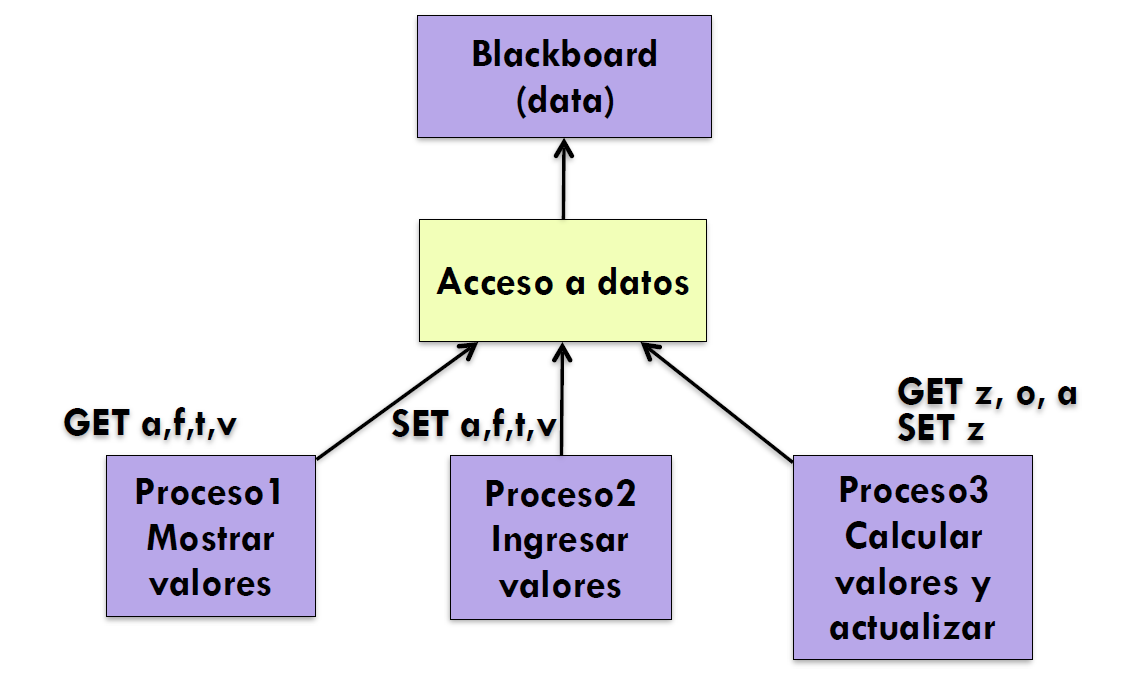 Blackboard
(data)
Acceso a datos
GET a,f,t,v
SET a,f,t,v
GET z, o, a
SET z
Proceso1
Mostrar
valores
Proceso2
Ingresar
valores
Proceso3
Calcular
valores y
actualizar